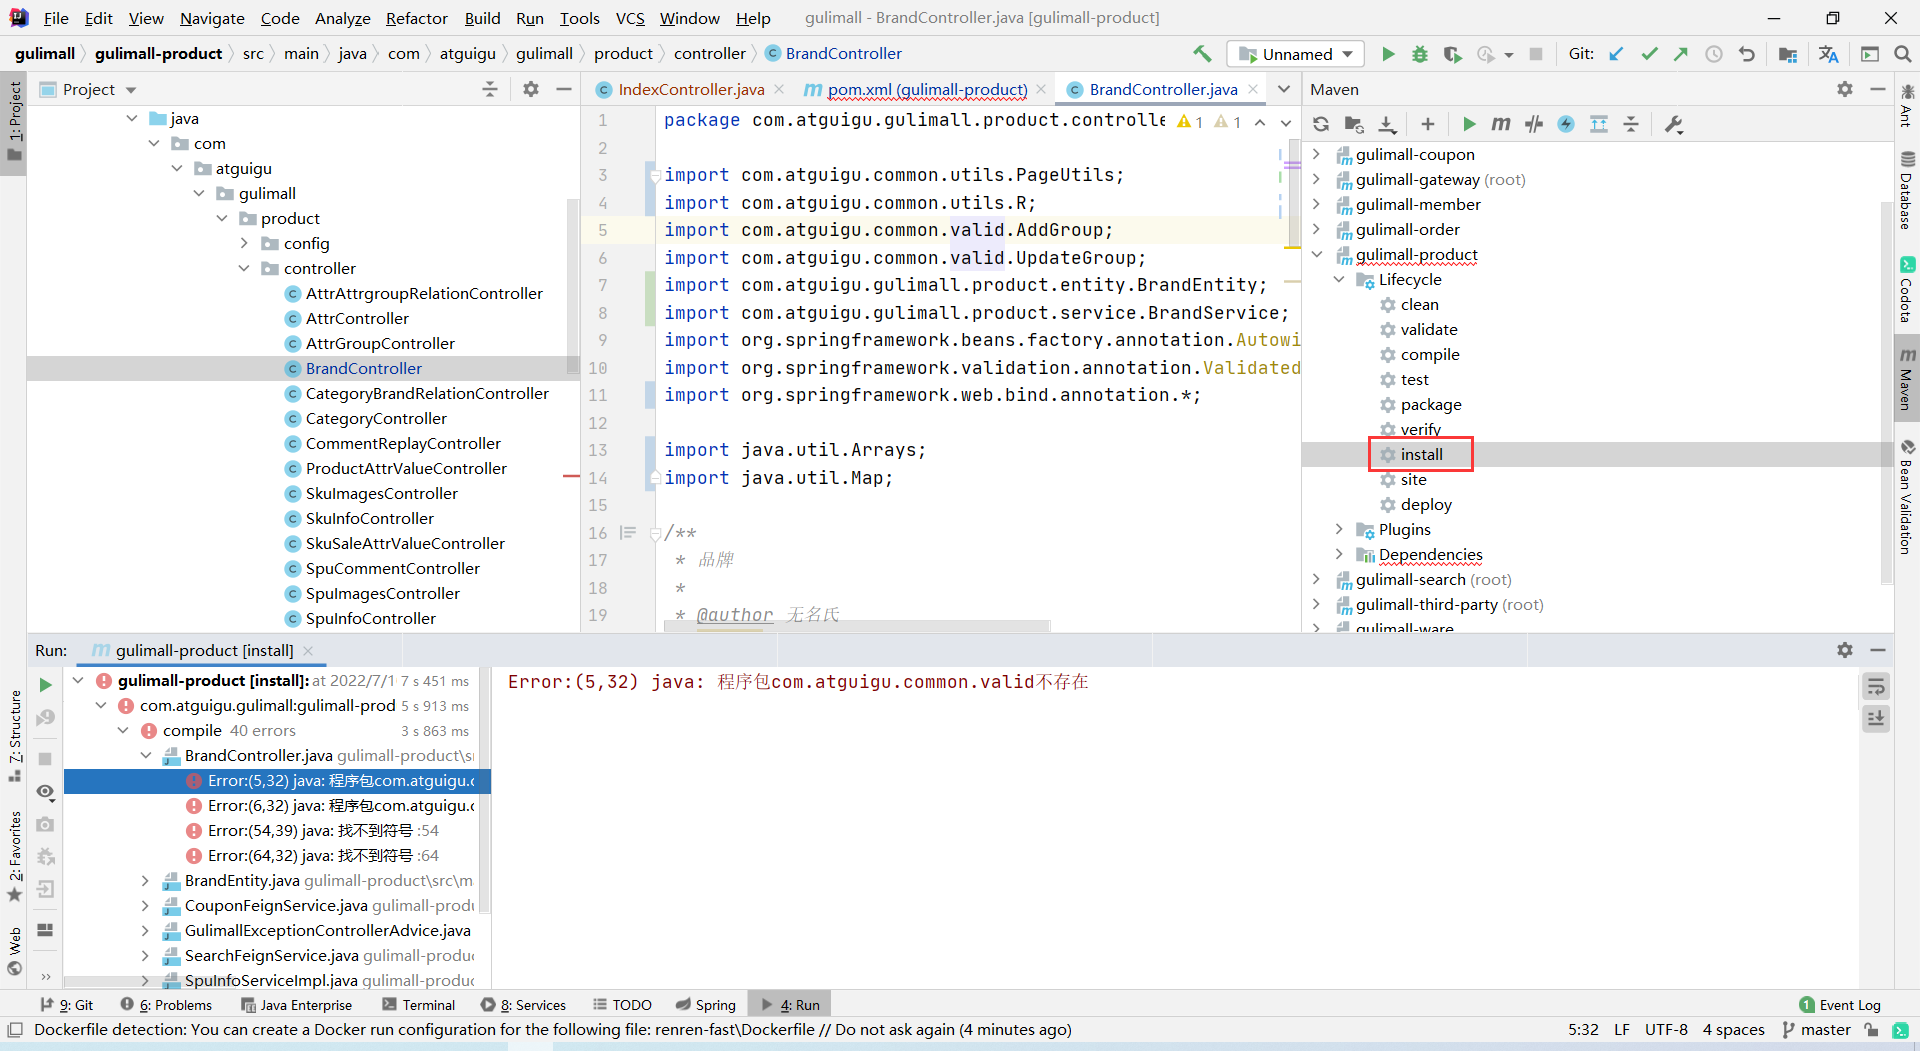 File Edit View Navigate Code Analyze Refactor Build Run Tools VCS Window Help gulimall - BrandController.java [gulimall-product]
gulimall gulimall-product src main java com atguigu gulimall product controller BrandController Unnamed Git:
Project
IndexController.java pom.xml (gulimall-product) BrandController.java
Maven
1: Project
java
com
atguigu
gulimall
product
config
controller
AttrAttrgroupRelationController
AttrController
AttrGroupController
BrandController
CategoryBrandRelationController
CategoryController
CommentReplayController
ProductAttrValueController
SkuImagesController
SkuInfoController
SkuSaleAttrValueController
SpuCommentController
SpuImagesController
SpuInfoController
1 package com.atguigu.gulimall.product.controlle 1 1
2
3 import com.atguigu.common.utils.PageUtils;
4 import com.atguigu.common.utils.R;
5 import com.atguigu.common.valid.AddGroup;
6 import com.atguigu.common.valid.UpdateGroup;
7 import com.atguigu.gulimall.product.entity.BrandEntity;
8 import com.atguigu.gulimall.product.service.BrandService;
9 import org.springframework.beans.factory.annotation.Autowi
10 import org.springframework.validation.annotation.Validated
11 import org.springframework.web.bind.annotation.*;
12
13 import java.util.Arrays;
14 import java.util.Map;
15
16 /**
17 * 品牌
18 *
19 * @author 无名氏
gulimall-coupon
gulimall-gateway (root)
gulimall-member
gulimall-order
gulimall-product
Lifecycle
clean
validate
compile
test
package
verify
install
site
deploy
Plugins
Dependencies
gulimall-search (root)
gulimall-third-party (root)
gulimall-ware
Ant
Database
Codota
Maven
Bean Validation
Run: gulimall-product [install]
gulimall-product [install]: at 2022/7/1 7 s 451 ms
com.atguigu.gulimall:gulimall-prod 5 s 913 ms
compile 40 errors 3 s 863 ms
BrandController.java gulimall-product\s
Error:(5,32) java: 程序包com.atguigu.c
Error:(6,32) java: 程序包com.atguigu.c
Error:(54,39) java: 找不到符号 :54
Error:(64,32) java: 找不到符号 :64
BrandEntity.java gulimall-product\src\m
CouponFeignService.java gulimall-produ
GulimallExceptionControllerAdvice.java
SearchFeignService.java gulimall-produc
SpuInfoServiceImpl.java gulimall-produc
Error:(5,32) java: 程序包com.atguigu.common.valid不存在
7: Structure
2: Favorites
Web
9: Git 6: Problems Java Enterprise Terminal 8: Services TODO Spring 4: Run 1 Event Log
Dockerfile detection: You can create a Docker run configuration for the following file: renren-fast\Dockerfile // Do not ask again (4 minutes ago) 5:32 LF UTF-8 4 spaces master